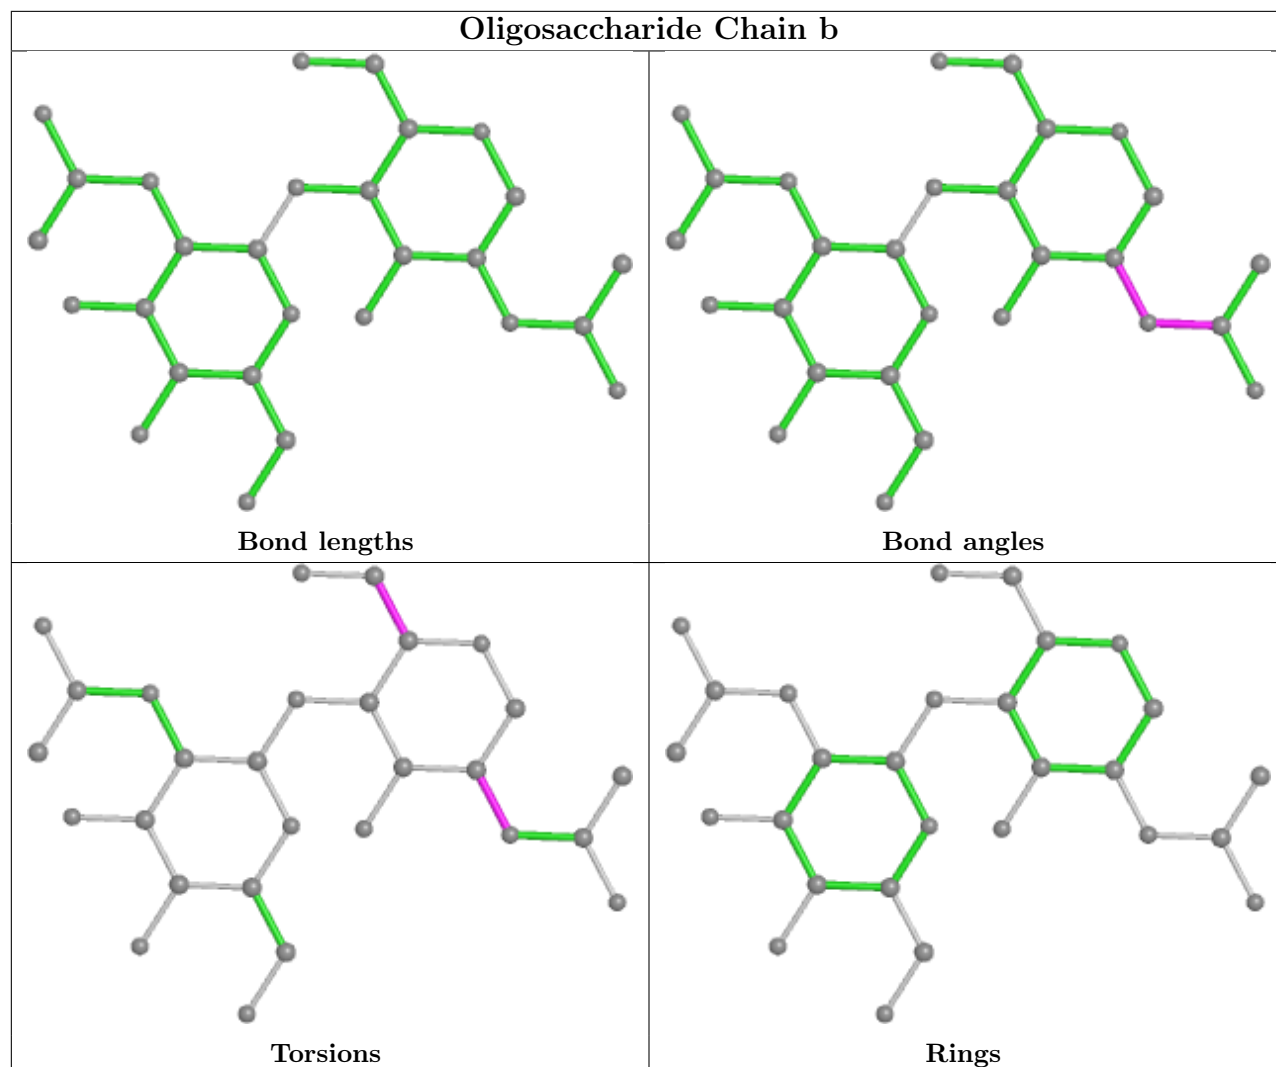 Oligosaccharide Chain b
Bond lengths
Bond angles
Torsions
Rings